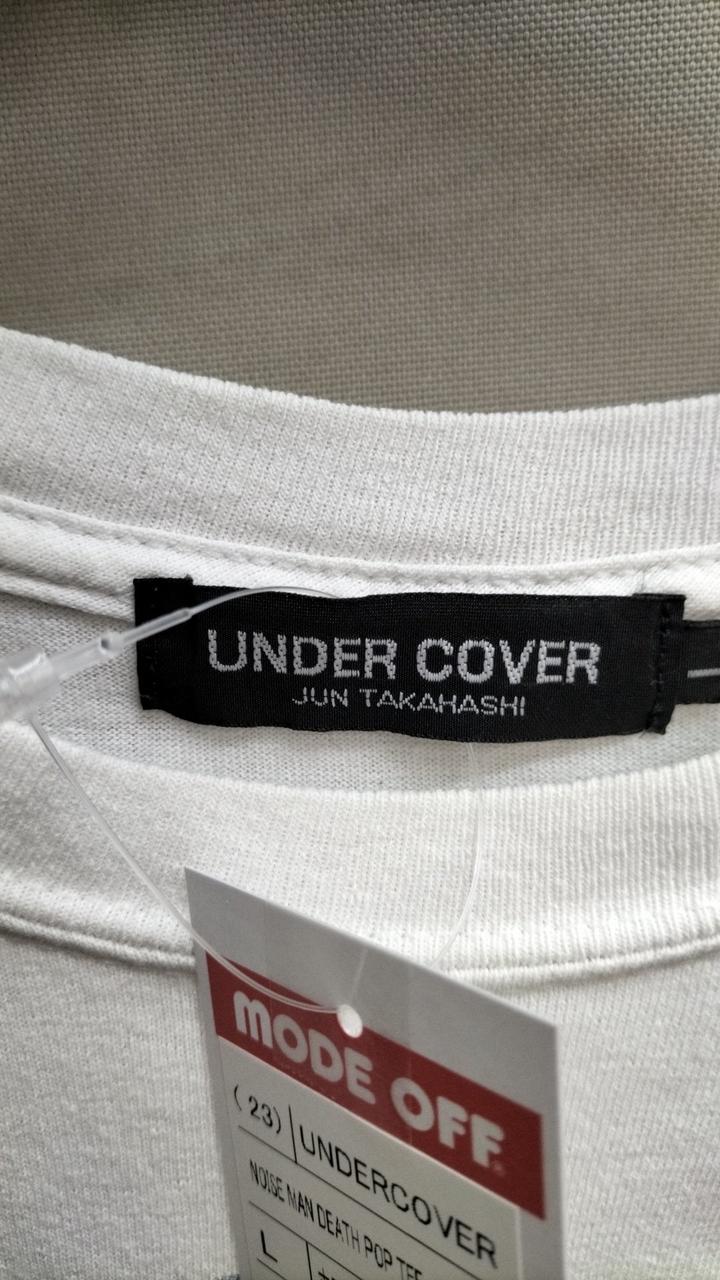 UNDER COVER
JUN TAKAHASHI
MODE OFF
(23) UNDERCOVER
NOISE MAN DEATH POP TEE
L